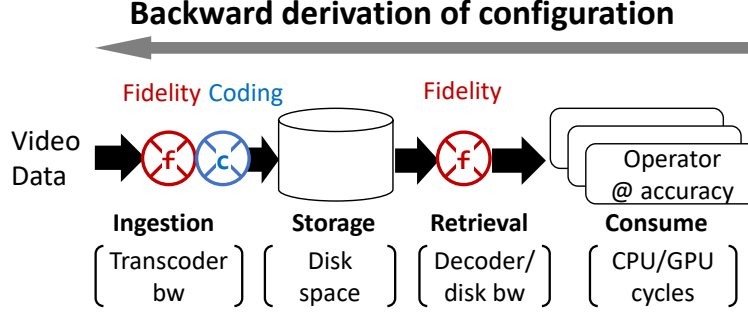 Backward derivation of configuration
Fidelity Coding
Fidelity
Video
Data
f
c
f
Operator
@ accuracy
Ingestion
Storage
Retrieval
Consume
Transcoder
bw
Disk
space
Decoder/
disk bw
CPU/GPU
cycles